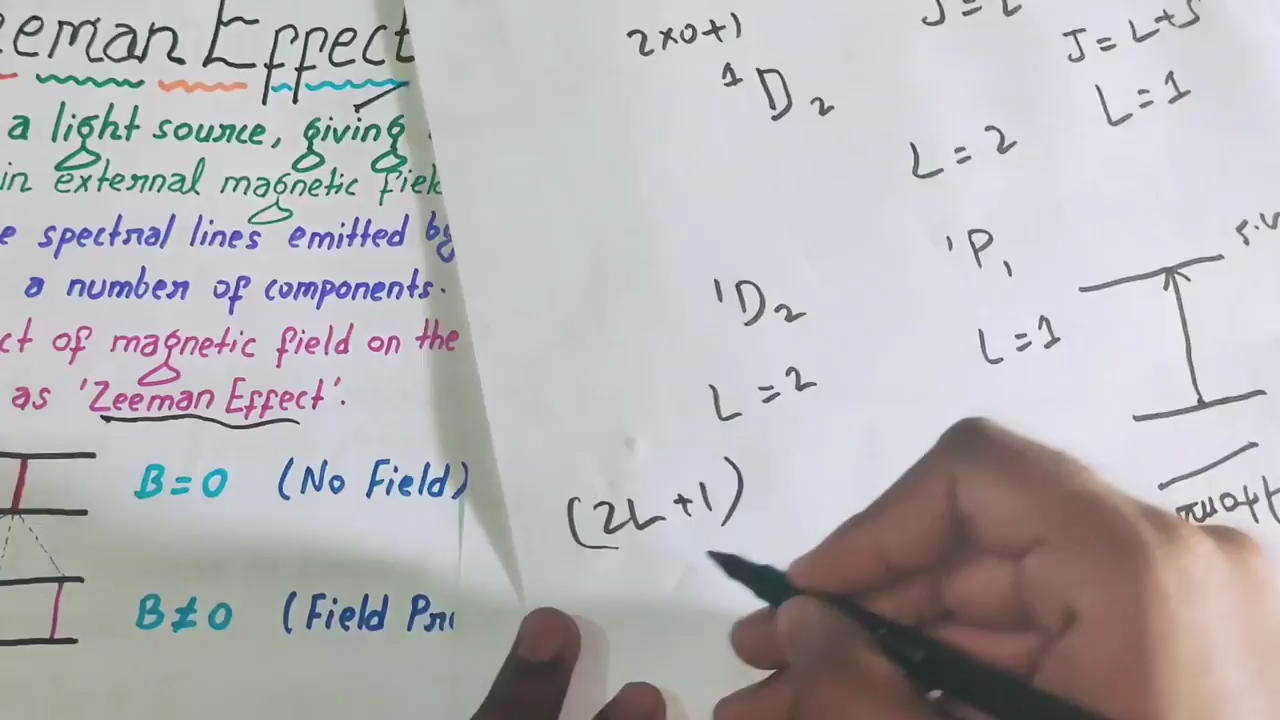 eeman Effect
a light source, giving
in external magnetic fiel
e spectral lines emitted by
a number of components.
ct of magnetic field on the
as 'Zeeman Effect'.
B=0 (No Field)
B≠0 (Field Pre
2×0+1
¹D₂
J=L+S
L=1
L=2
¹P₁
L=1
¹D₂
L=2
(2L+1)